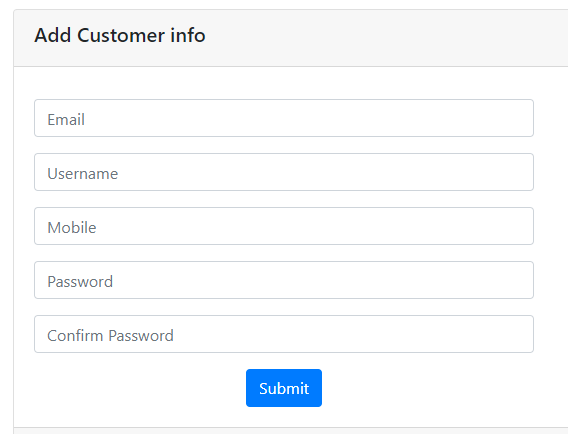 Add Customer info
Email
Username
Mobile
Password
Confirm Password
Submit